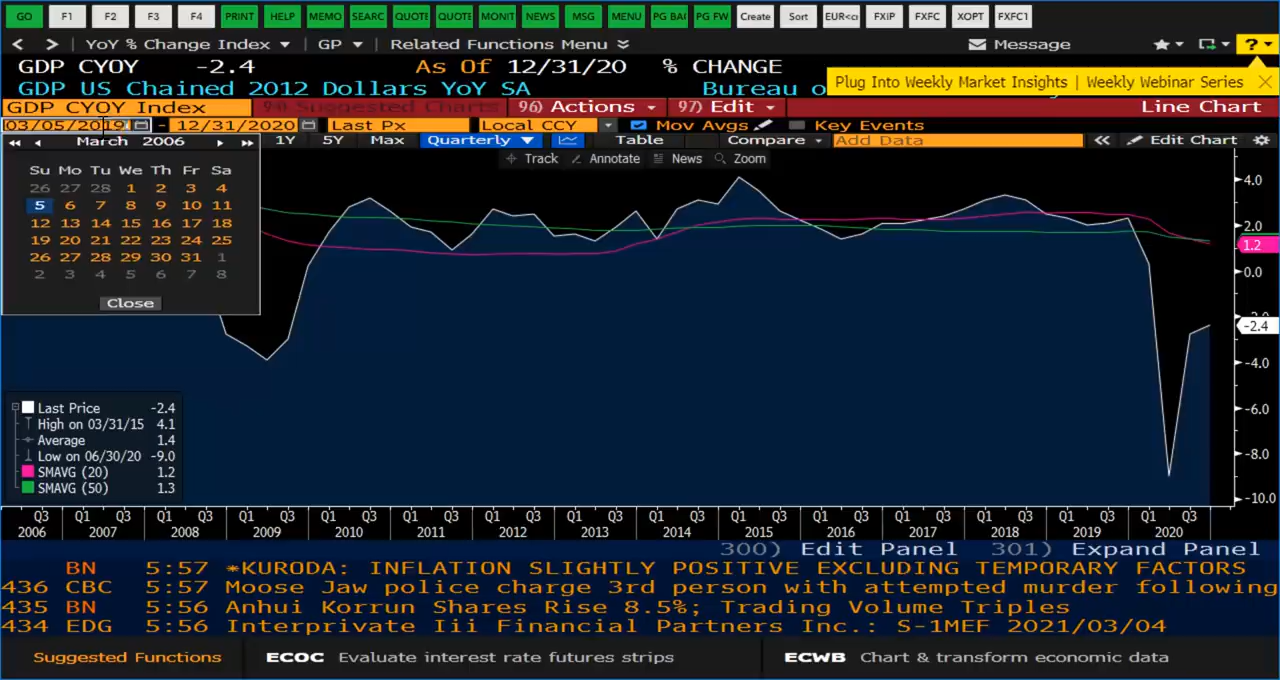 GO F1 F2 F3 F4 PRINT HELP MEMO SEARC QUOTE QUOTE MONIT NEWS MSG MENU PG BAI PG FW Create Sort EUR<ci FXIP FXFC XOPT FXFC1
< > YoY % Change Index GP Related Functions Menu Message ?
GDP CYOY -2.4 As Of 12/31/20 % CHANGE
Plug Into Weekly Market Insights | Weekly Webinar Series
GDP US Chained 2012 Dollars YoY SA Bureau o
GDP CYOY Index 94) Suggested Charts 96) Actions 97) Edit Line Chart
03/05/2019 - 12/31/2020 Last Px Local CCY Mov Avgs Key Events
March 2006 1Y 5Y Max Quarterly Table Compare Add Data Edit Chart
Track Annotate News Zoom
Su Mo Tu We Th Fr Sa
26 27 28 1 2 3 4
5 6 7 8 9 10 11
12 13 14 15 16 17 18
19 20 21 22 23 24 25
26 27 28 29 30 31 1
2 3 4 5 6 7 8
Close
4.0
2.0
1.2
0.0
-2.4
-4.0
-6.0
-8.0
-10.0
Last Price -2.4
High on 03/31/15 4.1
Average 1.4
Low on 06/30/20 -9.0
SMAVG (20) 1.2
SMAVG (50) 1.3
Q3 Q1 Q3 Q1 Q3 Q1 Q3 Q1 Q3 Q1 Q3 Q1 Q3 Q1 Q3 Q1 Q3 Q1 Q3 Q1 Q3 Q1 Q3 Q1 Q3 Q1 Q3 Q1 Q3
2006 2007 2008 2009 2010 2011 2012 2013 2014 2015 2016 2017 2018 2019 2020
300) Edit Panel 301) Expand Panel
BN 5:57 *KURODA: INFLATION SLIGHTLY POSITIVE EXCLUDING TEMPORARY FACTORS
436 CBC 5:57 Moose Jaw police charge 3rd person with attempted murder following
435 BN 5:56 Anhui Korrun Shares Rise 8.5%; Trading Volume Triples
434 EDG 5:56 Interprivate Iii Financial Partners Inc.: S-1MEF 2021/03/04
Suggested Functions ECOC Evaluate interest rate futures strips ECWB Chart & transform economic data